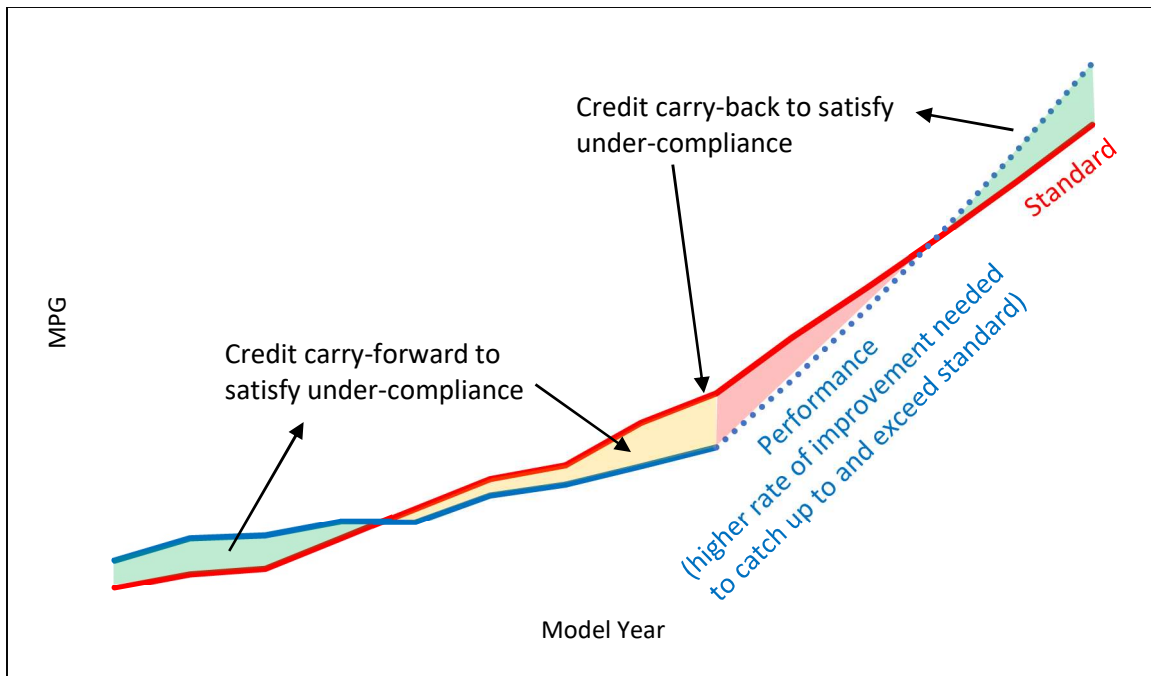 Credit carry-back to satisfy
under-compliance
Standard
MPG
Credit carry-forward to
satisfy under-compliance
Performance
(higher rate of improvement needed
to catch up to and exceed standard)
Model Year